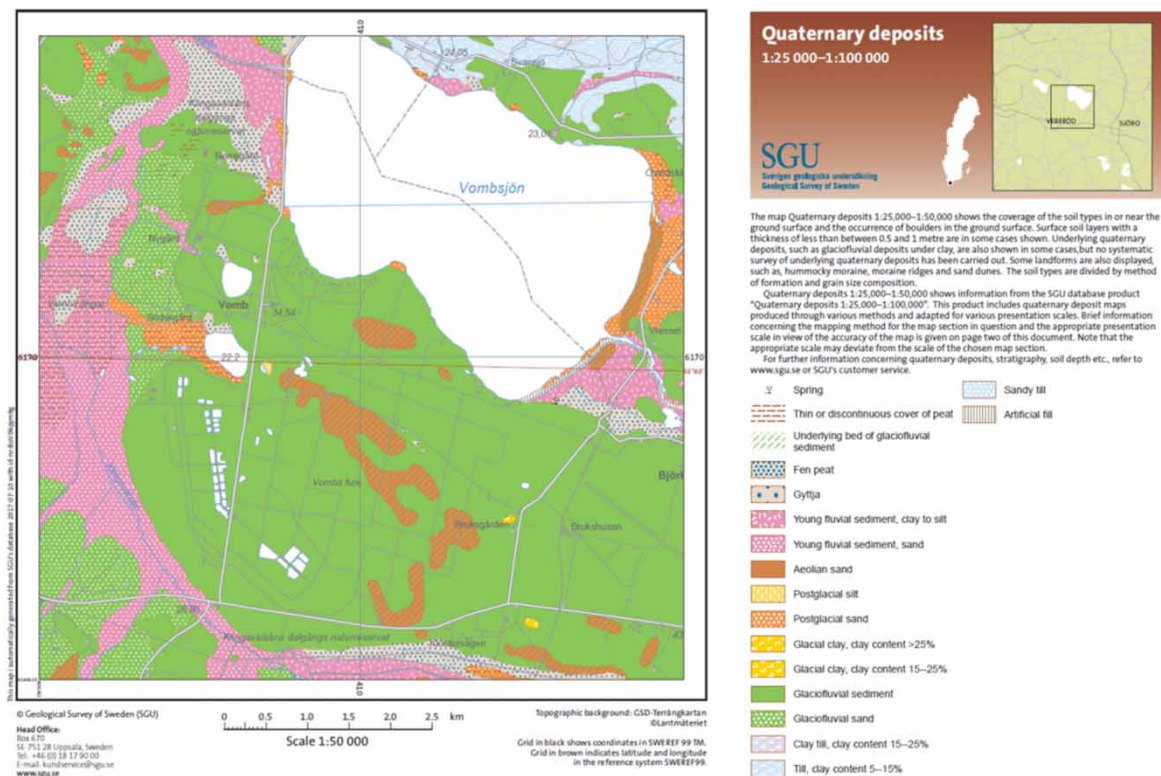 410
24,05
Svansjö
Klingavälsåns
dalgångs
naturreservat
23,01
Vombsjön
Vomb
34,54
6170
22,2
6170
Vombs fure
Björ
Bruksgården
Brukshusen
Klingavälsåns dalgångs naturreservat
410
© Geological Survey of Sweden (SGU)
Head Office:
Box 670
SE-751 28 Uppsala, Sweden
Tel. +46(0) 18 17 90 00
E-mail: kundservice@sgu.se
www.sgu.se
0 0.5 1.0 1.5 2.0 2.5 km
Scale 1:50 000
Topographic background: GSD-Terrängkartan
©Lantmäteriet
Grid in black shows coordinates in SWEREF 99 TM.
Grid in brown indicates latitude and longitude
in the reference system SWEREF99.
Quaternary deposits
1:25 000–1:100 000
VEBERÖD
SJÖBO
SGU
Sveriges geologiska undersökning
Geological Survey of Sweden
The map Quaternary deposits 1:25,000–1:50,000 shows the coverage of the soil types in or near the
ground surface and the occurrence of boulders in the ground surface. Surface soil layers with a
thickness of less than between 0.5 and 1 metre are in some cases shown. Underlying quaternary
deposits, such as glaciofluvial deposits under clay, are also shown in some cases,but no systematic
survey of underlying quaternary deposits has been carried out. Some landforms are also displayed,
such as, hummocky moraine, moraine ridges and sand dunes. The soil types are divided by method
of formation and grain size composition.
Quaternary deposits 1:25,000–1:50,000 shows information from the SGU database product
"Quaternary deposits 1:25,000–1:100,000". This product includes quaternary deposit maps
produced through various methods and adapted for various presentation scales. Brief information
concerning the mapping method for the map section in question and the appropriate presentation
scale in view of the accuracy of the map is given on page two of this document. Note that the
appropriate scale may deviate from the scale of the chosen map section.
For further information concerning quaternary deposits, stratigraphy, soil depth etc., refer to
www.sgu.se or SGU's customer service.
Spring
Thin or discontinuous cover of peat
Underlying bed of glaciofluvial
sediment
Fen peat
Gyttja
Young fluvial sediment, clay to silt
Young fluvial sediment, sand
Aeolian sand
Postglacial silt
Postglacial sand
Glacial clay, clay content >25%
Glacial clay, clay content 15--25%
Glaciofluvial sediment
Glaciofluvial sand
Clay till, clay content 15--25%
Till, clay content 5--15%
Sandy till
Artificial fill